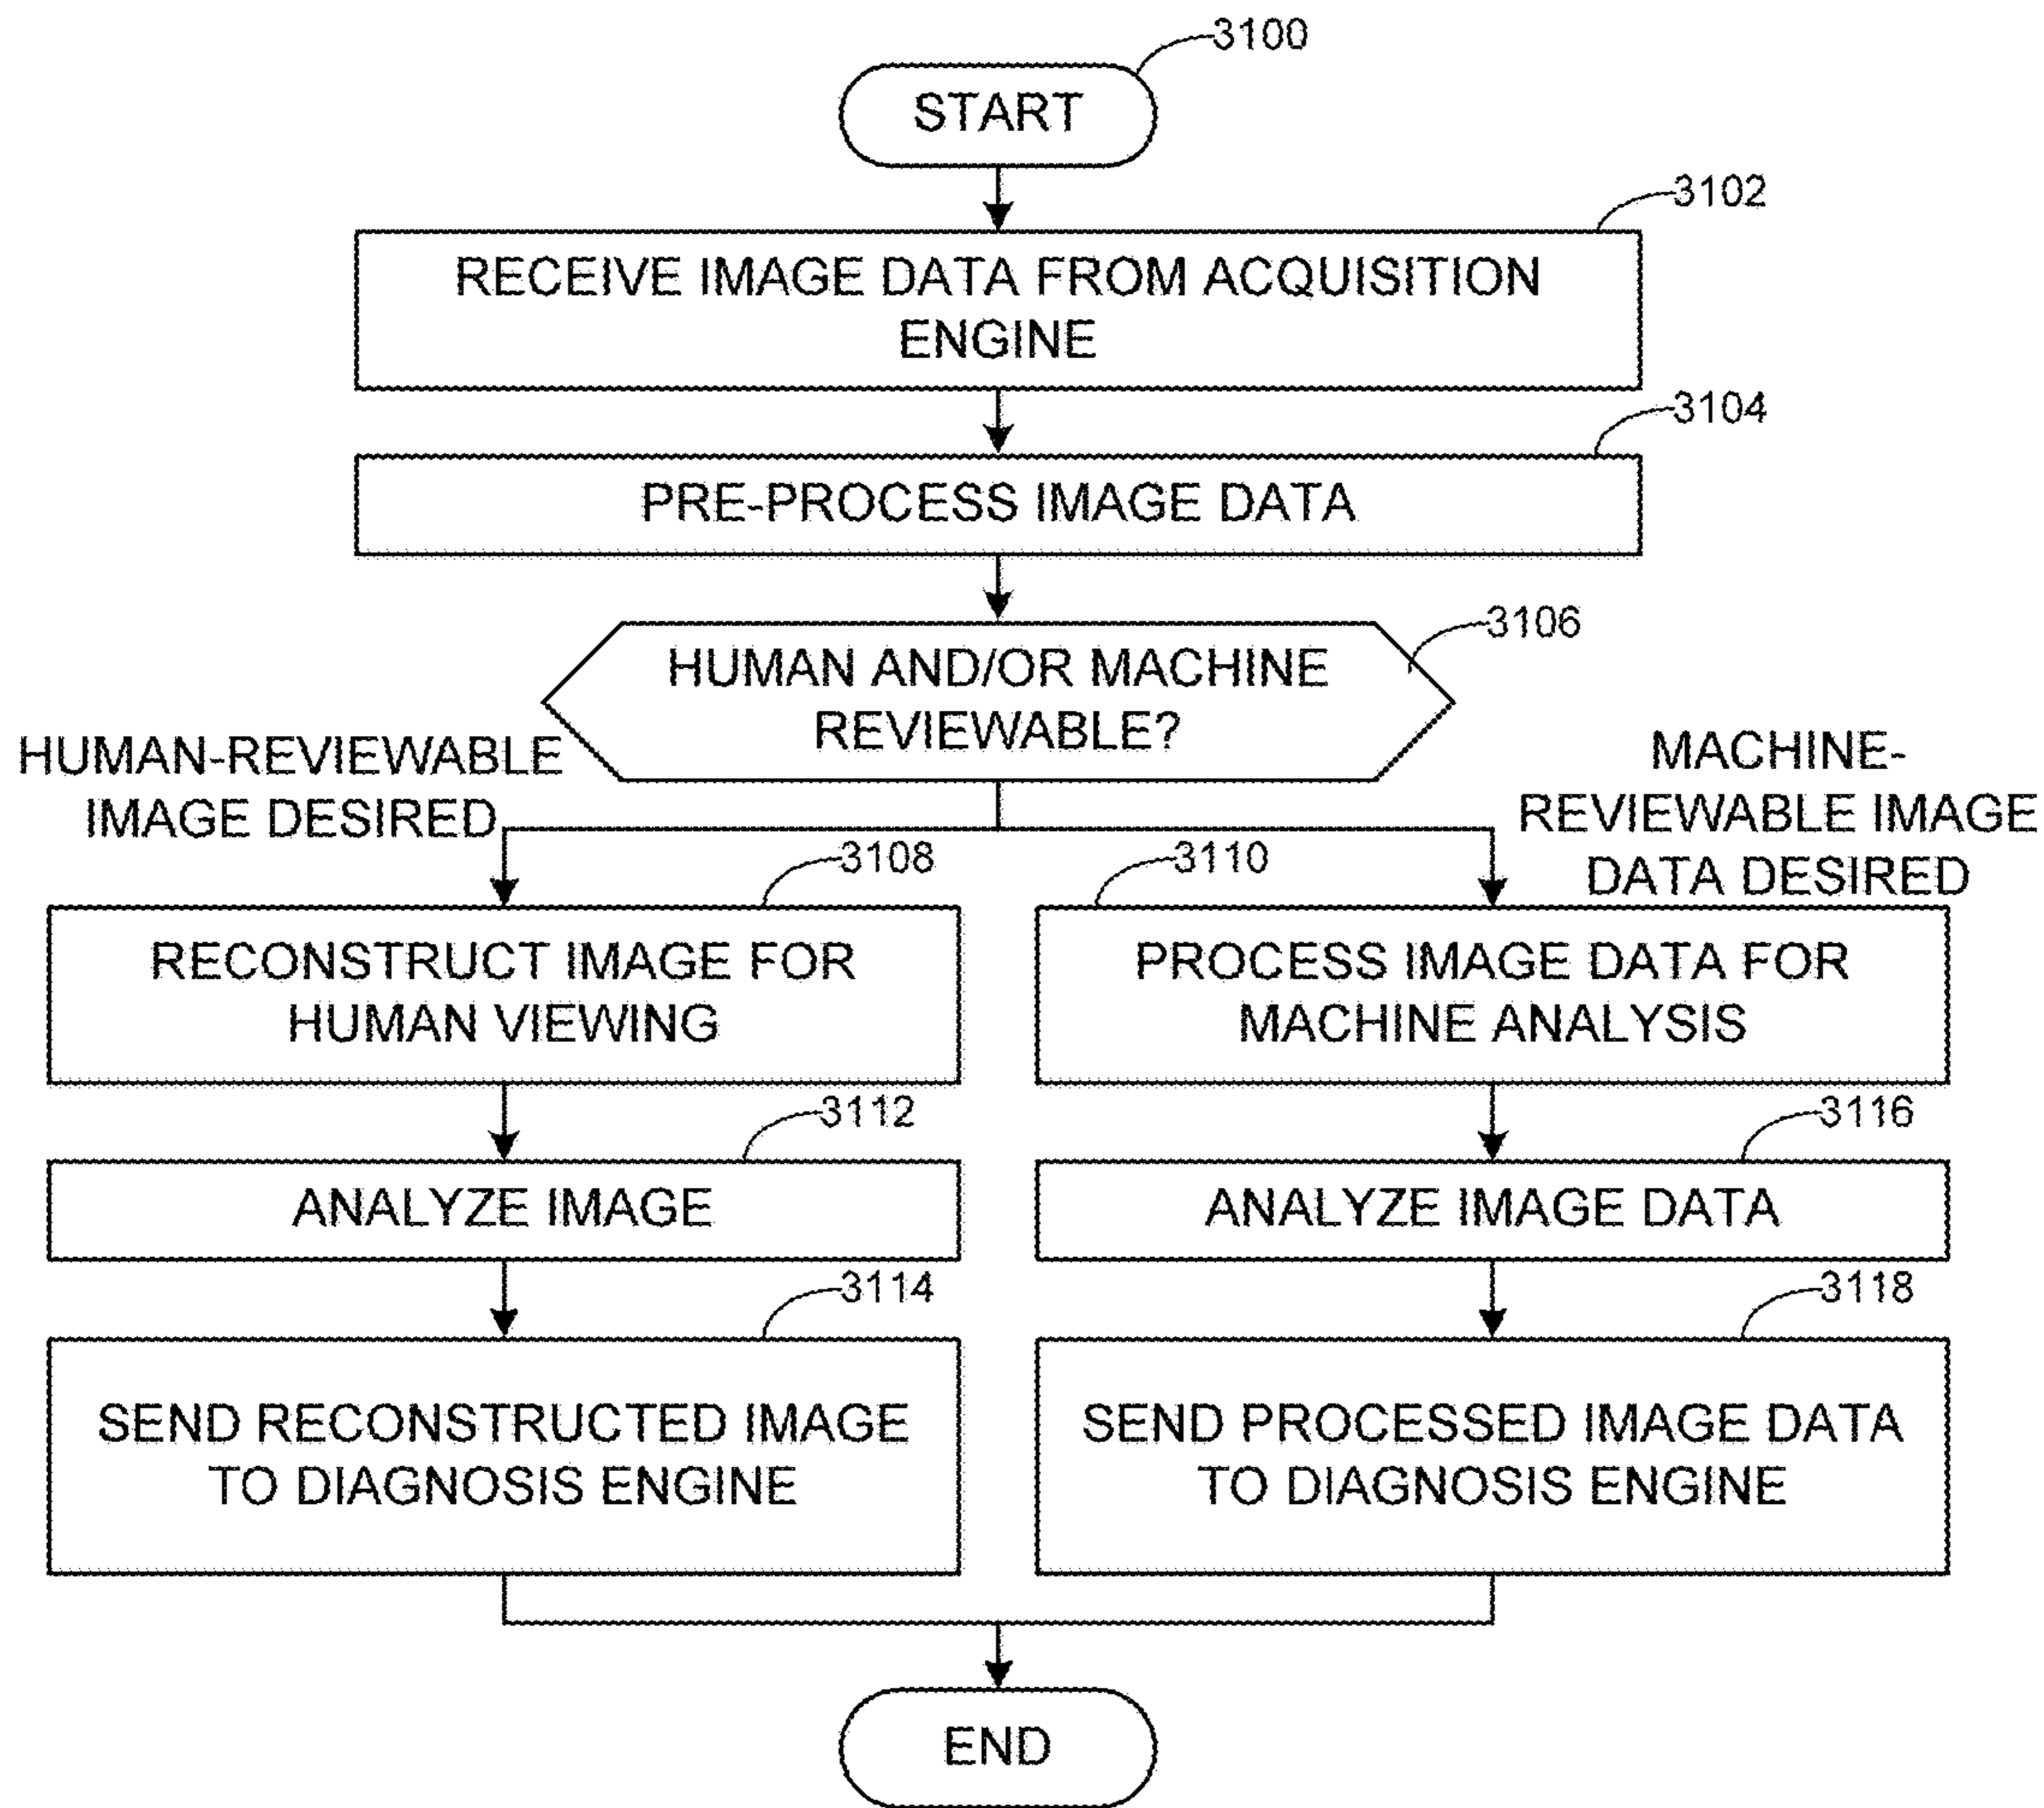 3100
START
3102
RECEIVE IMAGE DATA FROM ACQUISITION
ENGINE
3104
PRE-PROCESS IMAGE DATA
3106
HUMAN AND/OR MACHINE
REVIEWABLE?
HUMAN-REVIEWABLE
IMAGE DESIRED
MACHINE-
REVIEWABLE IMAGE
DATA DESIRED
3108
RECONSTRUCT IMAGE FOR
HUMAN VIEWING
3110
PROCESS IMAGE DATA FOR
MACHINE ANALYSIS
3112
ANALYZE IMAGE
3116
ANALYZE IMAGE DATA
3114
SEND RECONSTRUCTED IMAGE
TO DIAGNOSIS ENGINE
3118
SEND PROCESSED IMAGE DATA
TO DIAGNOSIS ENGINE
END